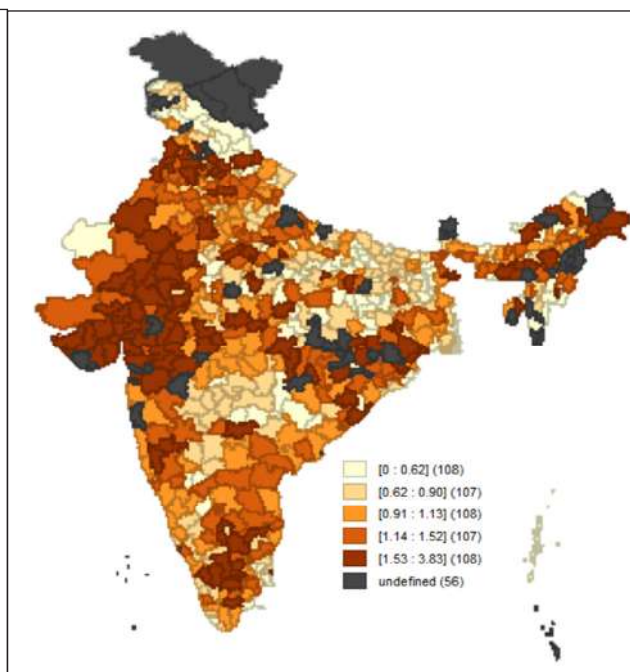 [0 : 0.62] (108)
[0.62 : 0.90] (107)
[0.91 : 1.13] (108)
[1.14 : 1.52] (107)
[1.53 : 3.83] (108)
undefined (56)